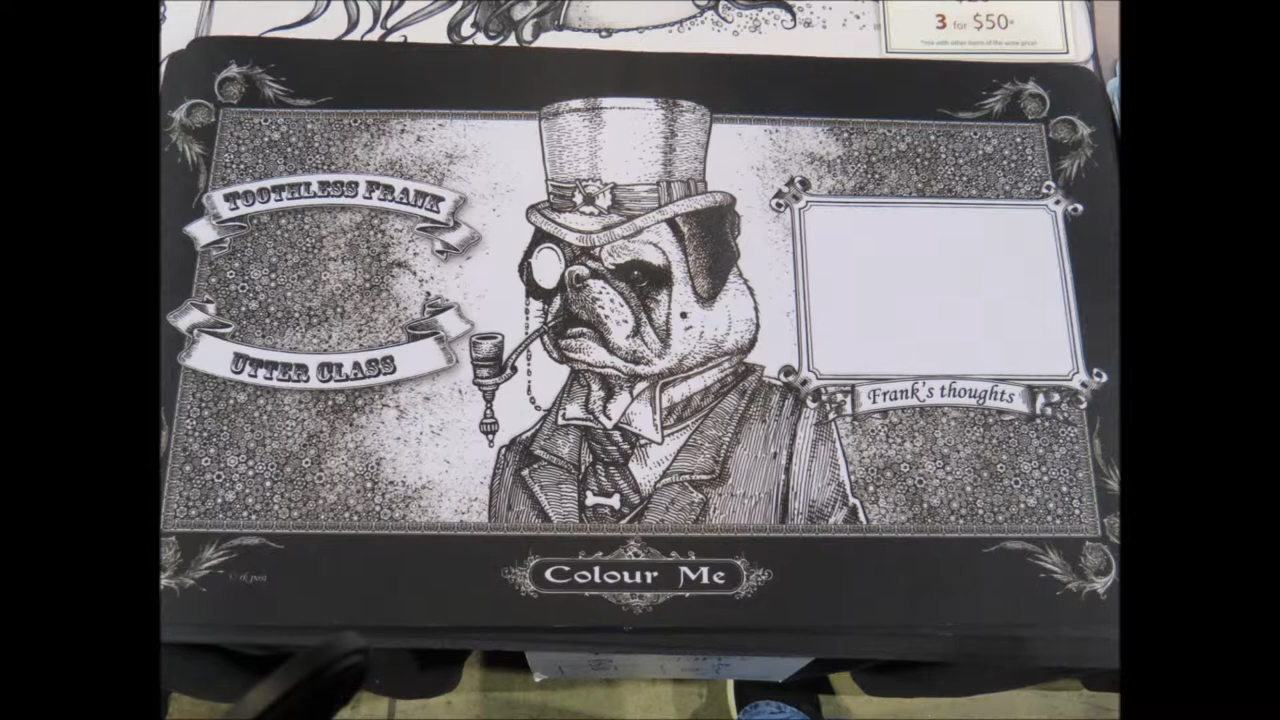 3 for $50*
TOOTHLESS FRANK
UTTER CLASS
Frank's thoughts
Colour Me